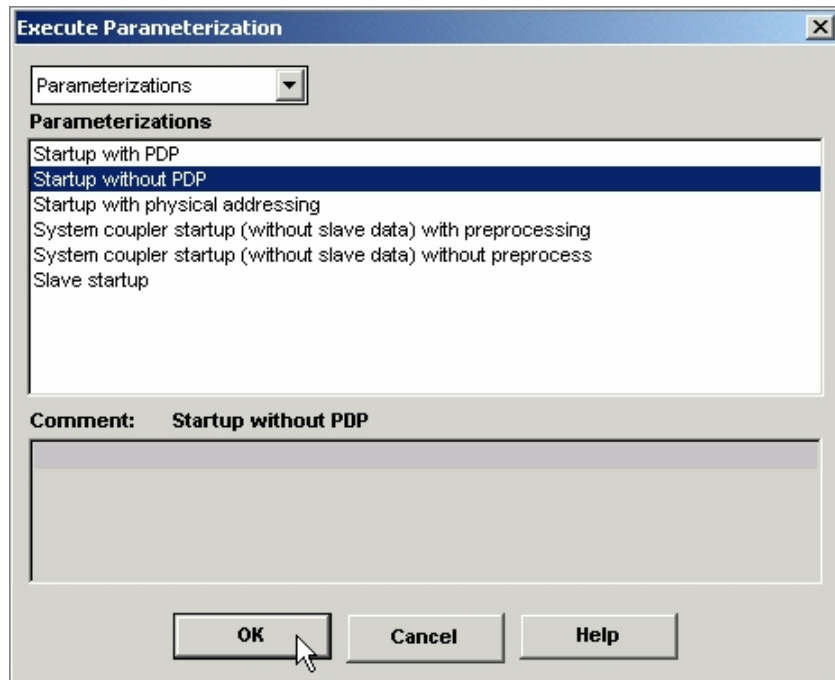 Execute Parameterization
Parameterizations
Parameterizations
Startup with PDP
Startup without PDP
Startup with physical addressing
System coupler startup (without slave data) with preprocessing
System coupler startup (without slave data) without preprocess
Slave startup
Comment: Startup without PDP
OK Cancel Help